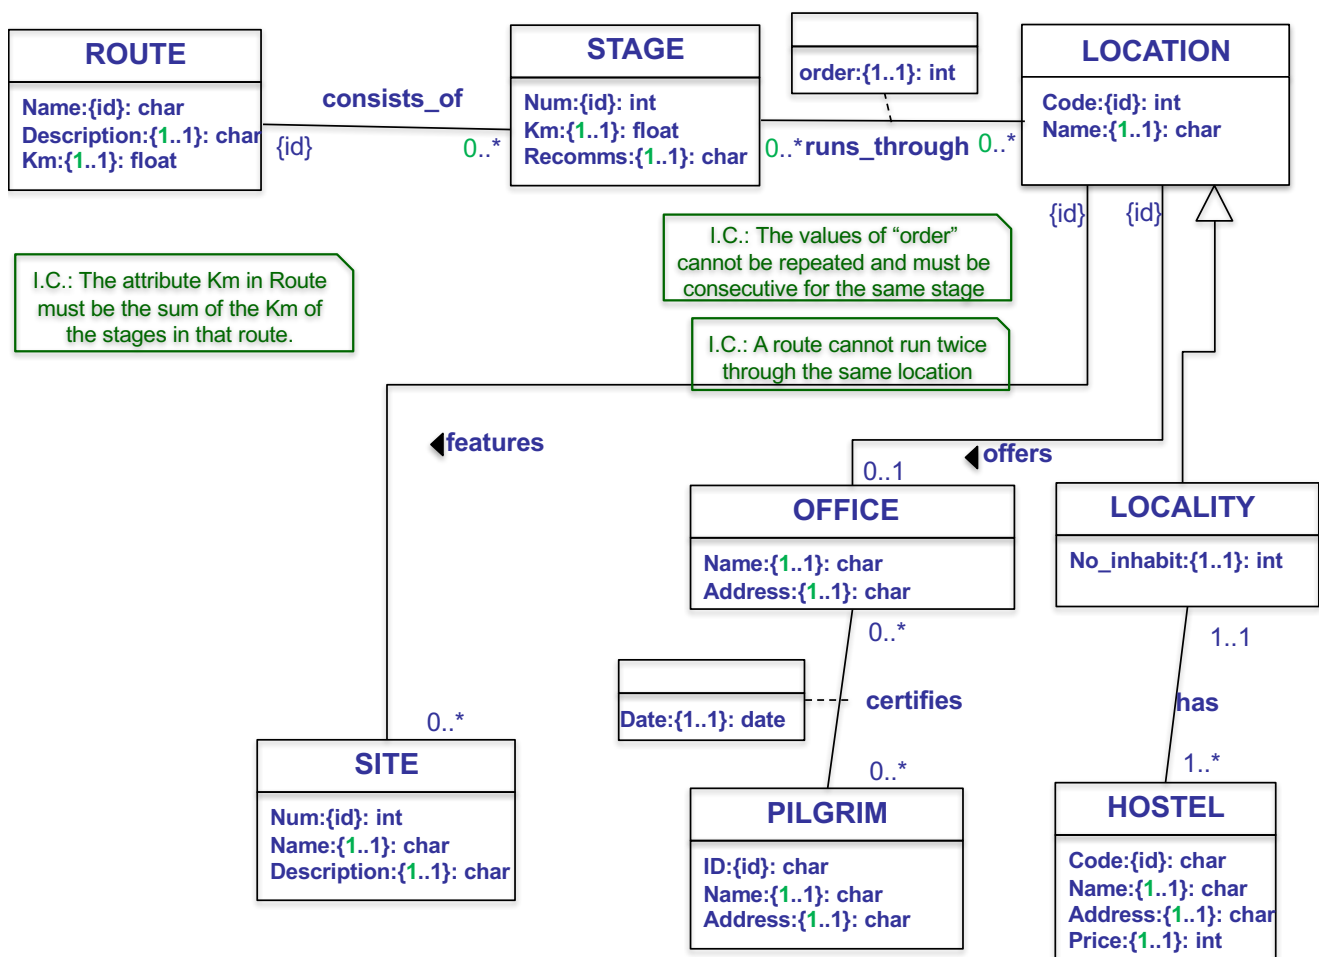 ROUTE
Name:{id}: char
Description:{1..1}: char
Km:{1..1}: float
consists_of
{id}
0..*
STAGE
Num:{id}: int
Km:{1..1}: float
Recomms:{1..1}: char
order:{1..1}: int
0..*
runs_through
0..*
LOCATION
Code:{id}: int
Name:{1..1}: char
{id}
{id}
I.C.: The attribute Km in Route
must be the sum of the Km of
the stages in that route.
I.C.: The values of “order”
cannot be repeated and must be
consecutive for the same stage
I.C.: A route cannot run twice
through the same location
features
offers
0..1
OFFICE
Name:{1..1}: char
Address:{1..1}: char
LOCALITY
No_inhabit:{1..1}: int
0..*
1..1
Date:{1..1}: date
certifies
has
0..*
0..*
1..*
SITE
Num:{id}: int
Name:{1..1}: char
Description:{1..1}: char
PILGRIM
ID:{id}: char
Name:{1..1}: char
Address:{1..1}: char
HOSTEL
Code:{id}: char
Name:{1..1}: char
Address:{1..1}: char
Price:{1..1}: int